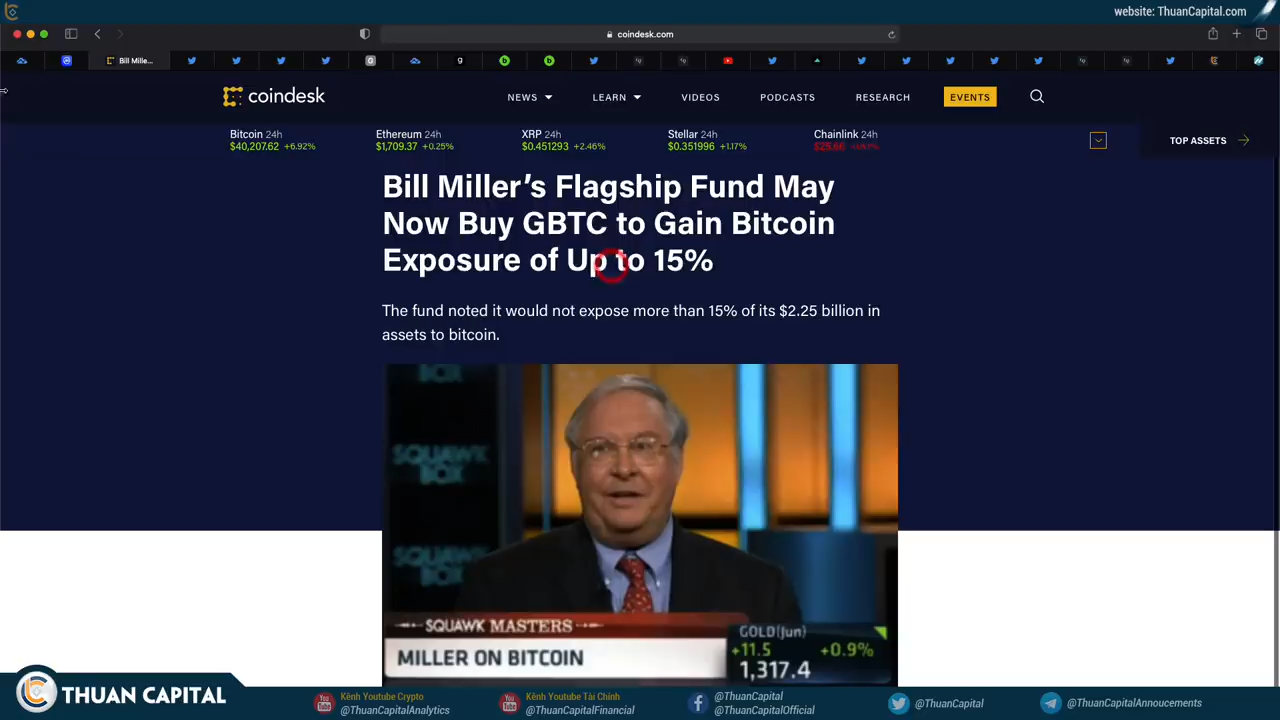 website: ThuanCapital.com
coindesk.com
Bill Mille...
coindesk
NEWS LEARN VIDEOS PODCASTS RESEARCH EVENTS
Bitcoin 24h Ethereum 24h XRP 24h Stellar 24h Chainlink 24h
$40,207.62 +6.92% $1,709.37 +0.25% $0.451293 +2.46% $0.351996 +1.17%
TOP ASSETS
Bill Miller's Flagship Fund May
Now Buy GBTC to Gain Bitcoin
Exposure of Up to 15%
The fund noted it would not expose more than 15% of its $2.25 billion in
assets to bitcoin.
SQUAWK BOX
SQUAWK BOX
SQUAWK MASTERS
MILLER ON BITCOIN
GOLD(Jun)
+11.5 +0.9%
1,317.4
THUAN CAPITAL
Kênh Youtube Crypto
@ThuanCapitalAnalytics
Kênh Youtube Tài Chính
@ThuanCapitalFinancial
@ThuanCapital
@ThuanCapitalOfficial
@ThuanCapital
@ThuanCapitalAnnoucements